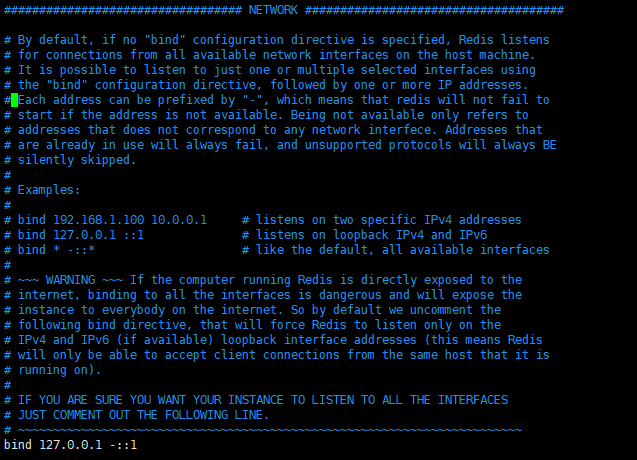 ################################## NETWORK #####################################

# By default, if no "bind" configuration directive is specified, Redis listens
# for connections from all available network interfaces on the host machine.
# It is possible to listen to just one or multiple selected interfaces using
# the "bind" configuration directive, followed by one or more IP addresses.
# Each address can be prefixed by "-", which means that redis will not fail to
# start if the address is not available. Being not available only refers to
# addresses that does not correspond to any network interfece. Addresses that
# are already in use will always fail, and unsupported protocols will always BE
# silently skipped.
#
# Examples:
#
# bind 192.168.1.100 10.0.0.1     # listens on two specific IPv4 addresses
# bind 127.0.0.1 ::1              # listens on loopback IPv4 and IPv6
# bind * -::*                     # like the default, all available interfaces
#
# ~~~ WARNING ~~~ If the computer running Redis is directly exposed to the
# internet, binding to all the interfaces is dangerous and will expose the
# instance to everybody on the internet. So by default we uncomment the
# following bind directive, that will force Redis to listen only on the
# IPv4 and IPv6 (if available) loopback interface addresses (this means Redis
# will only be able to accept client connections from the same host that it is
# running on).
#
# IF YOU ARE SURE YOU WANT YOUR INSTANCE TO LISTEN TO ALL THE INTERFACES
# JUST COMMENT OUT THE FOLLOWING LINE.
# ~~~~~~~~~~~~~~~~~~~~~~~~~~~~~~~~~~~~~~~~~~~~~~~~~~~~~~~~~~~~~~~~~~~~~~~~
bind 127.0.0.1 -::1